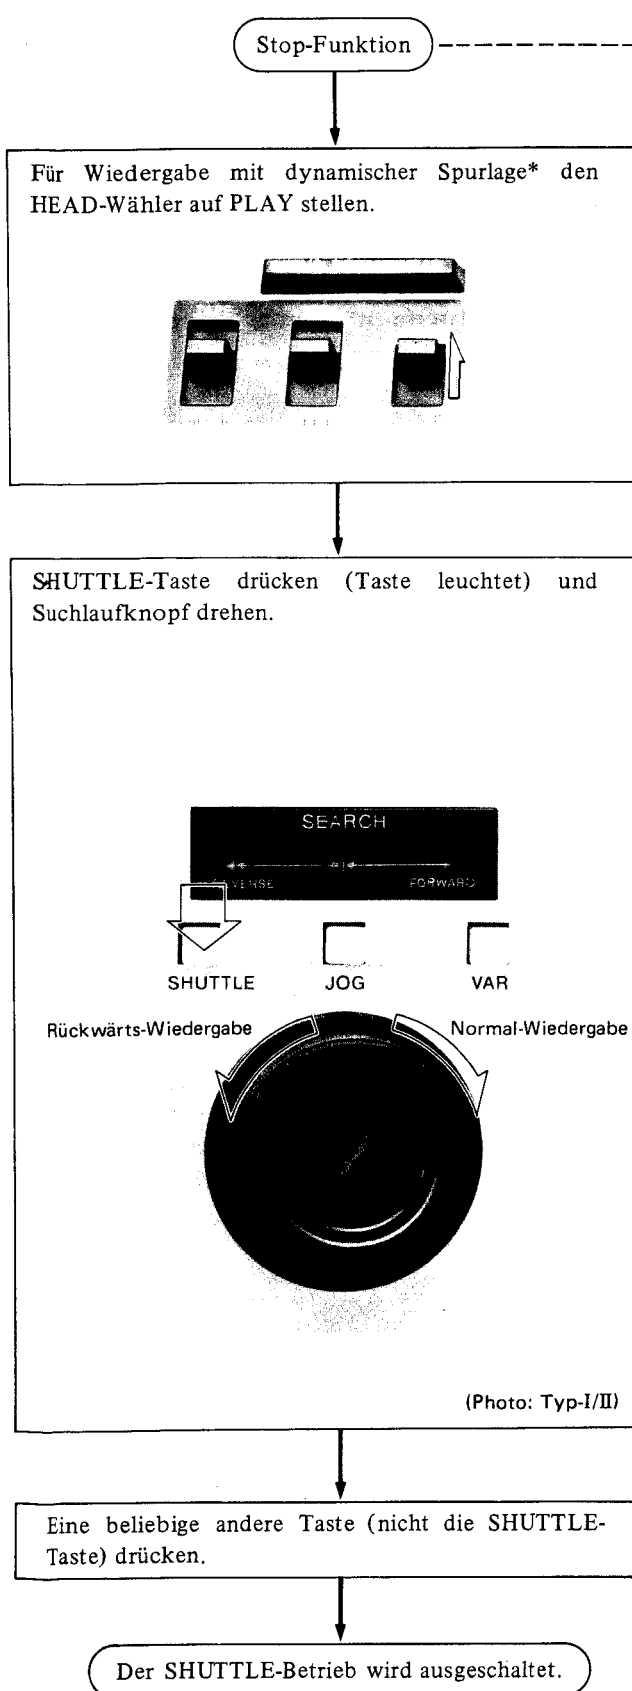 Stop-Funktion
Für Wiedergabe mit dynamischer Spurlage* den
HEAD-Wähler auf PLAY stellen.
SHUTTLE-Taste drücken (Taste leuchtet) und
Suchlaufknopf drehen.
SEARCH
FORWARD
SHUTTLE JOG VAR
Rückwärts-Wiedergabe Normal-Wiedergabe
(Photo: Typ-I/II)
Eine beliebige andere Taste (nicht die SHUTTLE-
Taste) drücken.
Der SHUTTLE-Betrieb wird ausgeschaltet.